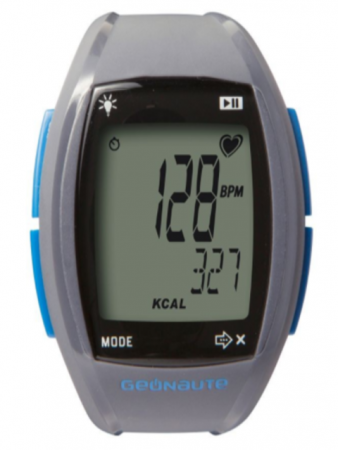 128 BPM
327
KCAL
MODE X
GEONAUTE